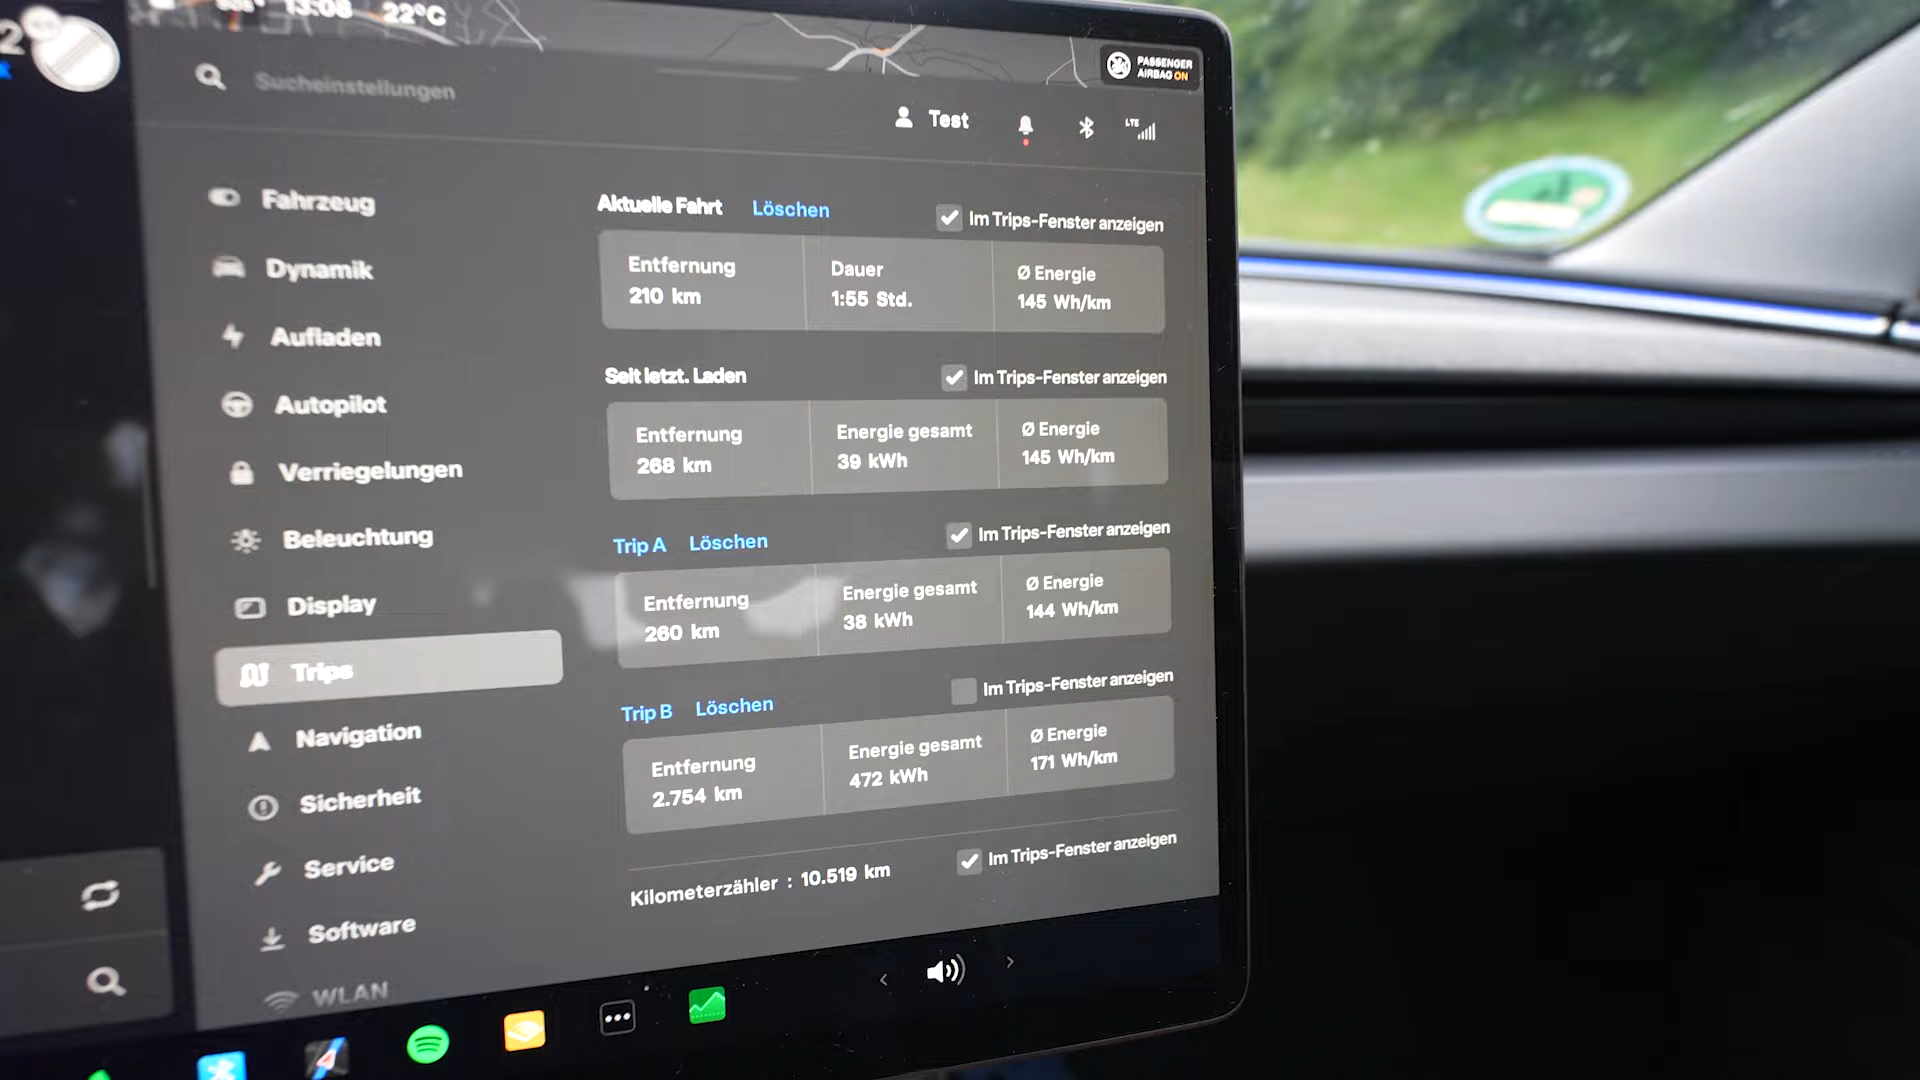 13:08 22°C
PASSENGER
AIRBAG ON
Sucheinstellungen
Test
LTE
Fahrzeug
Dynamik
Aufladen
Autopilot
Verriegelungen
Beleuchtung
Display
Trips
Navigation
Sicherheit
Service
Software
WLAN
Aktuelle Fahrt Löschen Im Trips-Fenster anzeigen
Entfernung Dauer Ø Energie
210 km 1:55 Std. 145 Wh/km
Seit letzt. Laden Im Trips-Fenster anzeigen
Entfernung Energie gesamt Ø Energie
268 km 39 kWh 145 Wh/km
Trip A Löschen Im Trips-Fenster anzeigen
Entfernung Energie gesamt Ø Energie
260 km 38 kWh 144 Wh/km
Trip B Löschen Im Trips-Fenster anzeigen
Entfernung Energie gesamt Ø Energie
2.754 km 472 kWh 171 Wh/km
Kilometerzähler : 10.519 km Im Trips-Fenster anzeigen